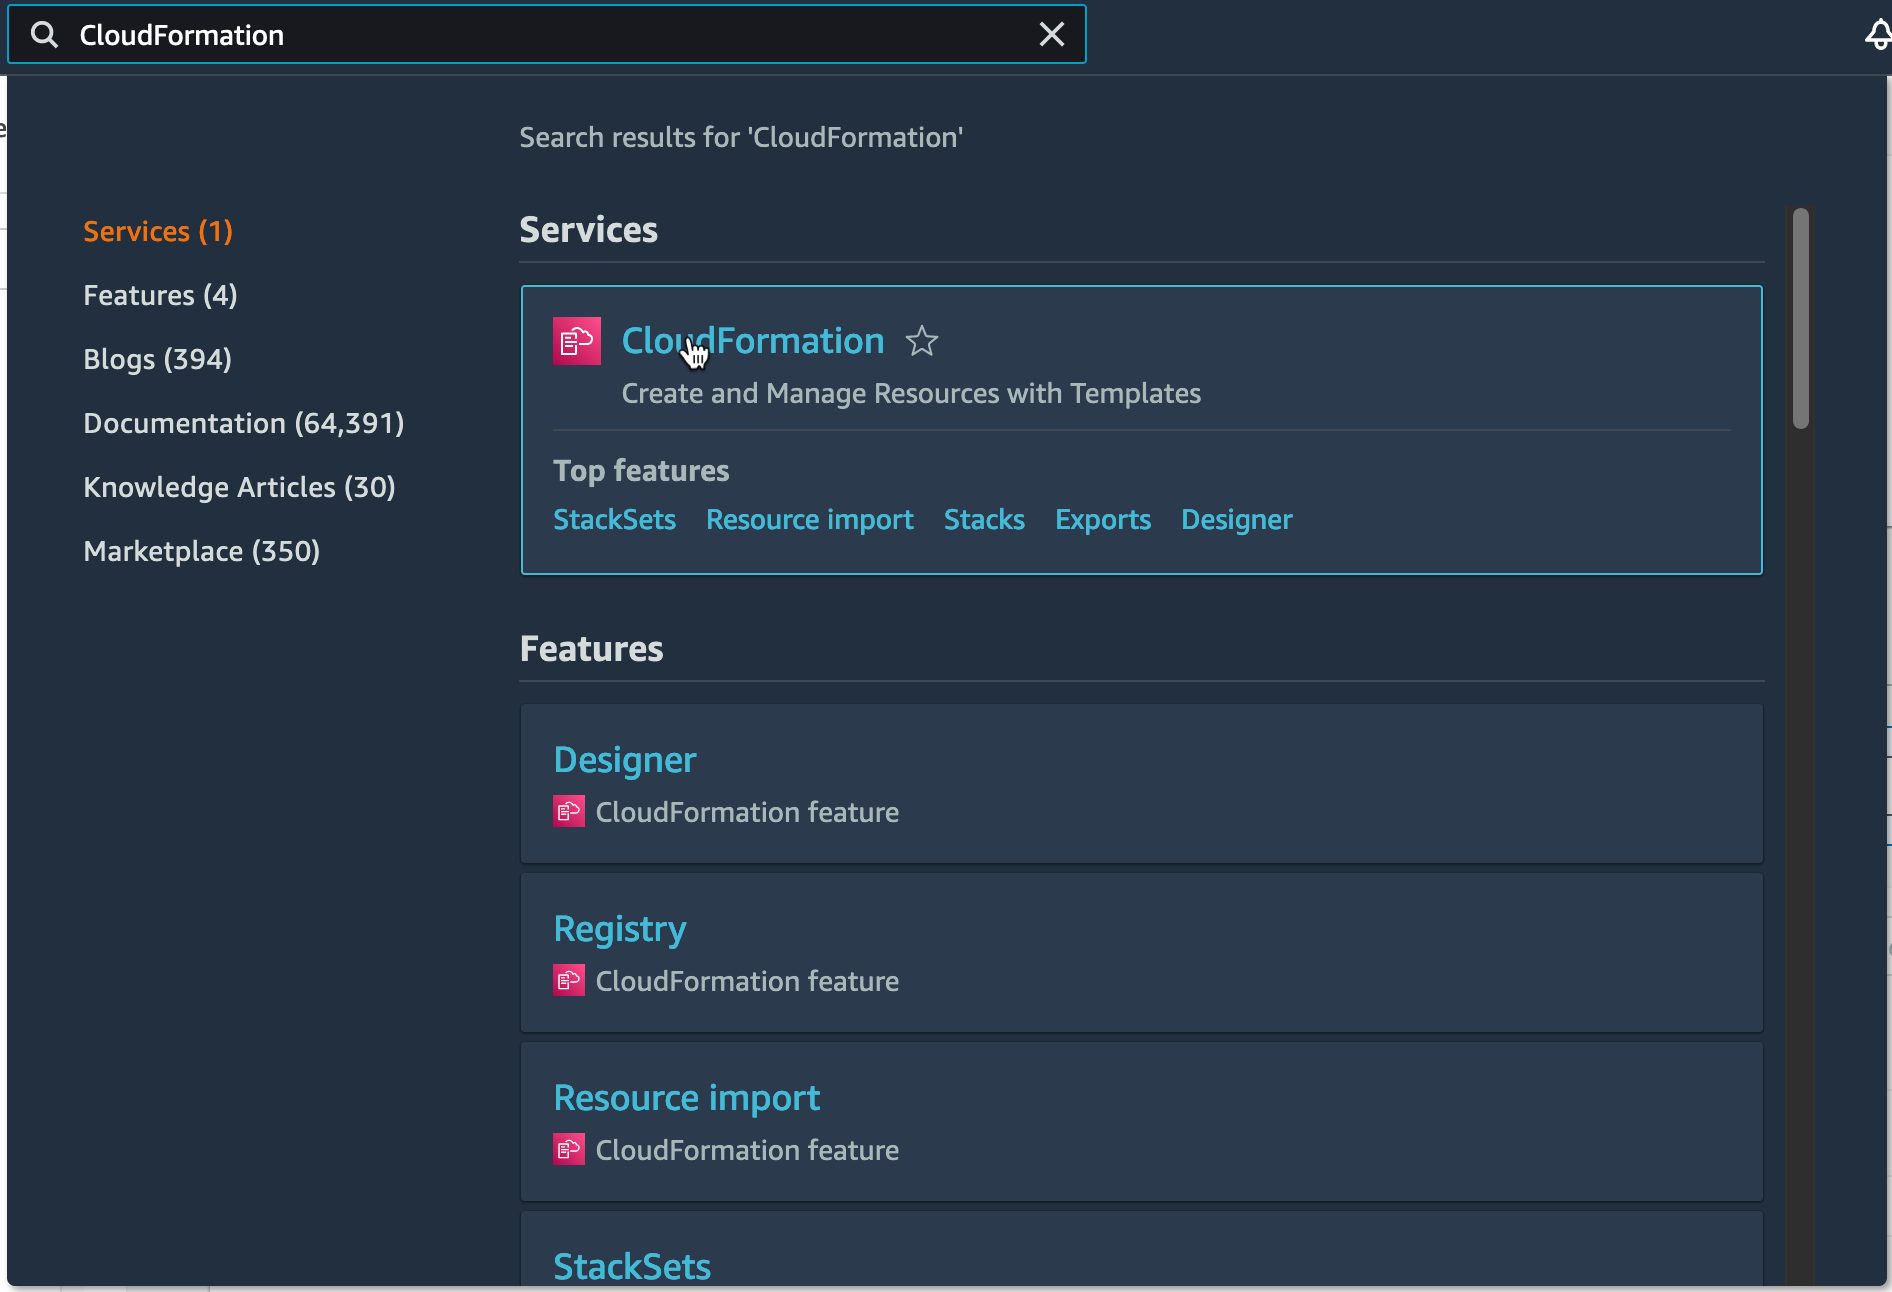 CloudFormation
Search results for 'CloudFormation'
Services (1)
Features (4)
Blogs (394)
Documentation (64,391)
Knowledge Articles (30)
Marketplace (350)
Services
CloudFormation
Create and Manage Resources with Templates
Top features
StackSets Resource import Stacks Exports Designer
Features
Designer
CloudFormation feature
Registry
CloudFormation feature
Resource import
CloudFormation feature
StackSets